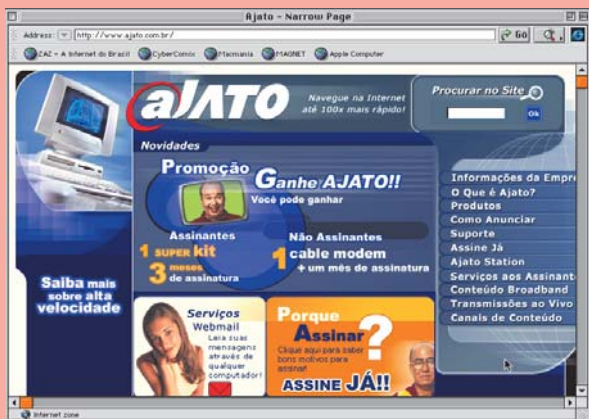 Ajato - Narrow Page
Address: http://www.ajato.com.br/
Go
ZAZ - A Internet do Brasil CyberComix Macmania MAGNET Apple Computer
aJATO
Navegue na Internet
até 100x mais rápido!
Procurar no Site
Ok
Novidades
Promoção
Ganhe AJATO!!
Você pode ganhar
Assinantes
1 SUPER kit
3 meses
de assinatura
Não Assinantes
1 cable modem
+ um mês de assinatura
Informações da Empre
O Que é Ajato?
Produtos
Como Anunciar
Suporte
Assine Já
Ajato Station
Serviços aos Assinant
Conteúdo Broadband
Transmissões ao Vivo
Canais de Conteúdo
Saiba mais
sobre alta
velocidade
Serviços
Webmail
Leia suas
mensagens
através de
qualquer
computador!
Porque
Assinar?
Clique aqui para saber
bons motivos para
assinar.
ASSINE JÁ!!
Internet zone